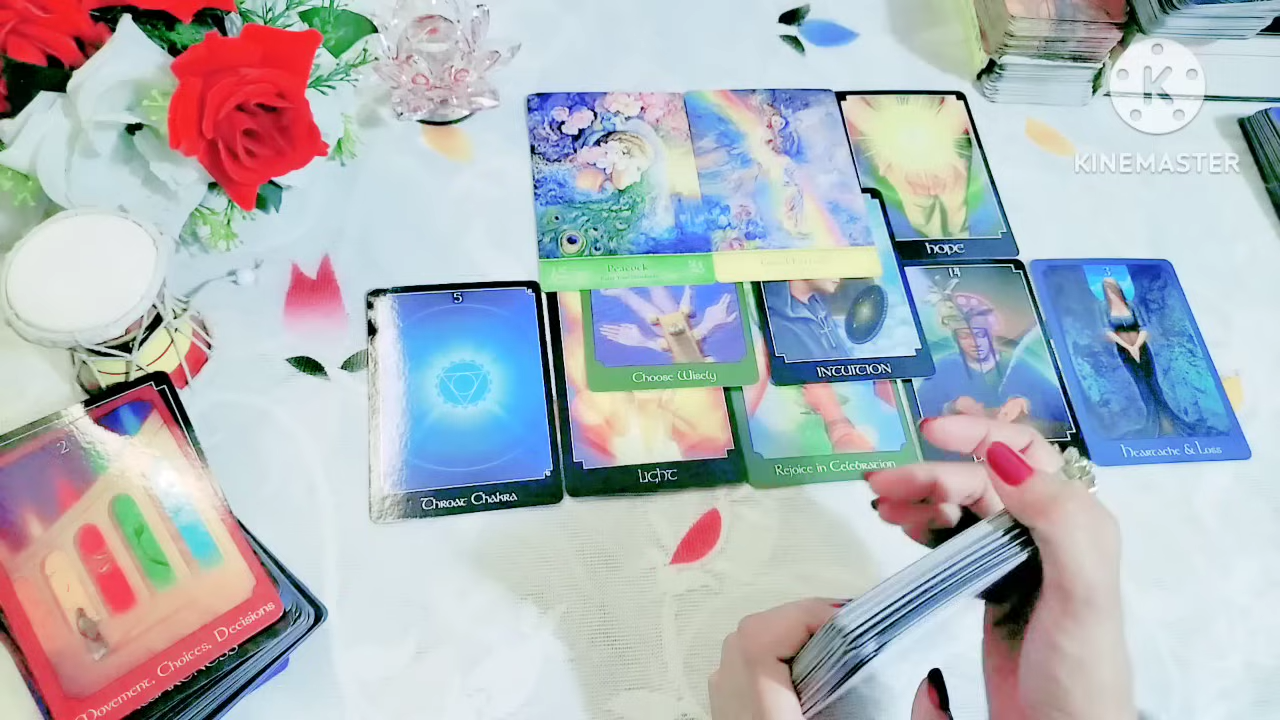 K
KINEMASTER
HOPE
Peacock
14
3
5
Choose Wisely
INTUITION
Heartache & Loss
Rejoice in Celebration
LIGHT
Throat Chakra
2
Movement, Choices, Decisions